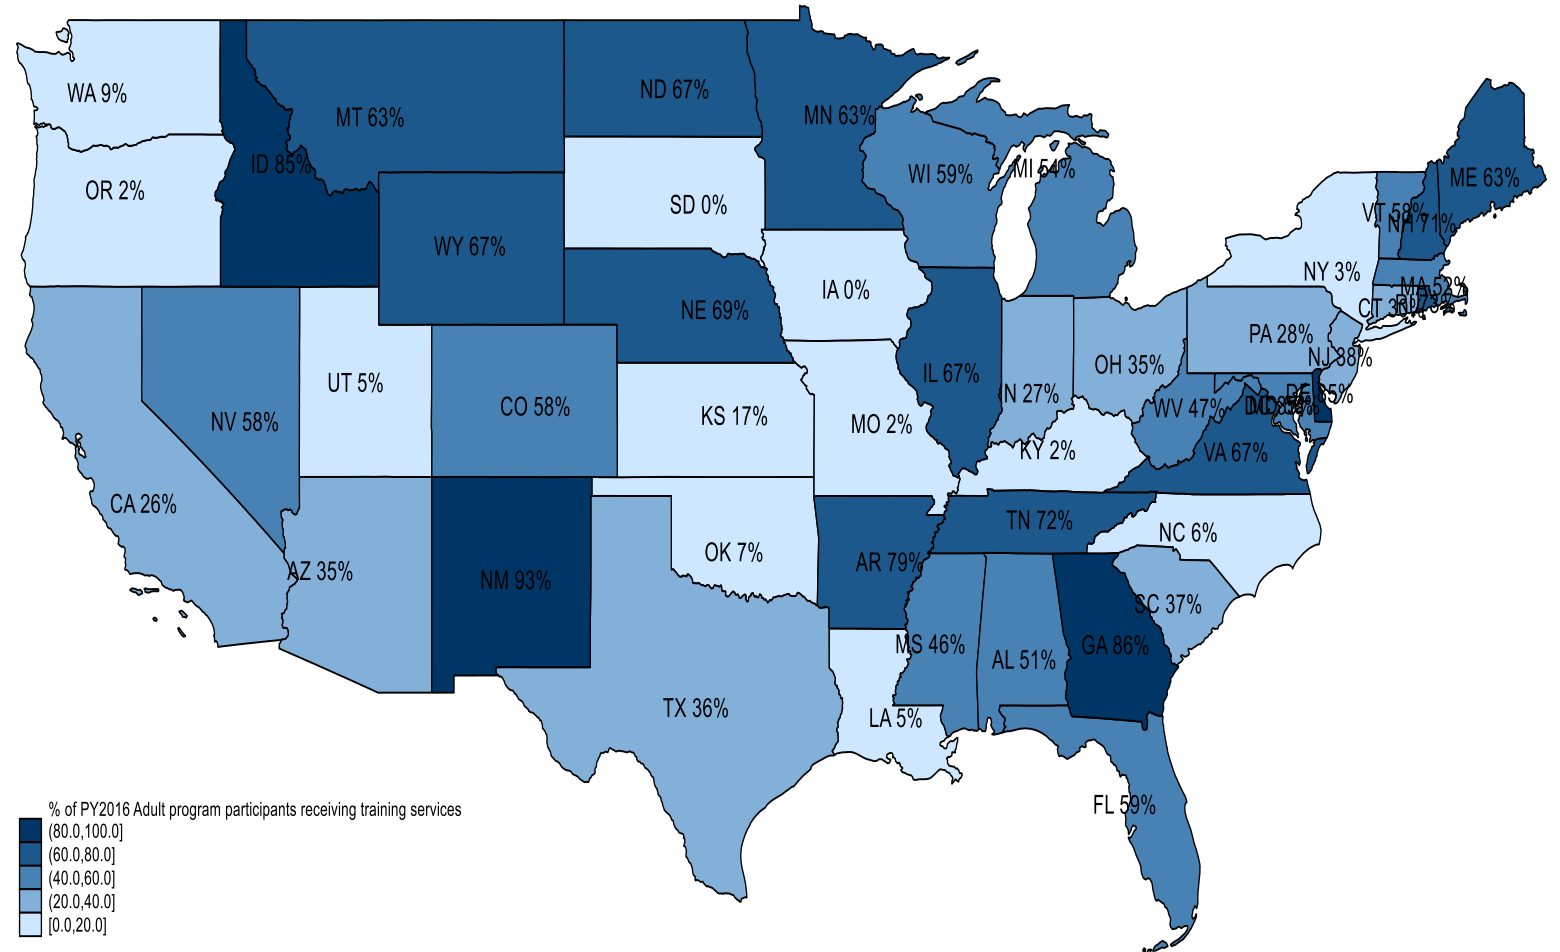 WA 9%
MT 63%
ND 67%
MN 63%
ID 85%
OR 2%
WI 59%
MI 54%
ME 63%
SD 0%
VT 58%
NH 71%
WY 67%
NY 3%
IA 0%
MA 52%
NE 69%
CT 36%
RI 73%
PA 28%
NJ 38%
UT 5%
IL 67%
OH 35%
IN 27%
DE 85%
NV 58%
CO 58%
KS 17%
MO 2%
WV 47%
KY 2%
VA 67%
CA 26%
TN 72%
NC 6%
AZ 35%
NM 93%
OK 7%
AR 79%
SC 37%
MS 46%
AL 51%
GA 86%
TX 36%
LA 5%
FL 59%
% of PY2016 Adult program participants receiving training services
(80.0,100.0]
(60.0,80.0]
(40.0,60.0]
(20.0,40.0]
[0.0,20.0]